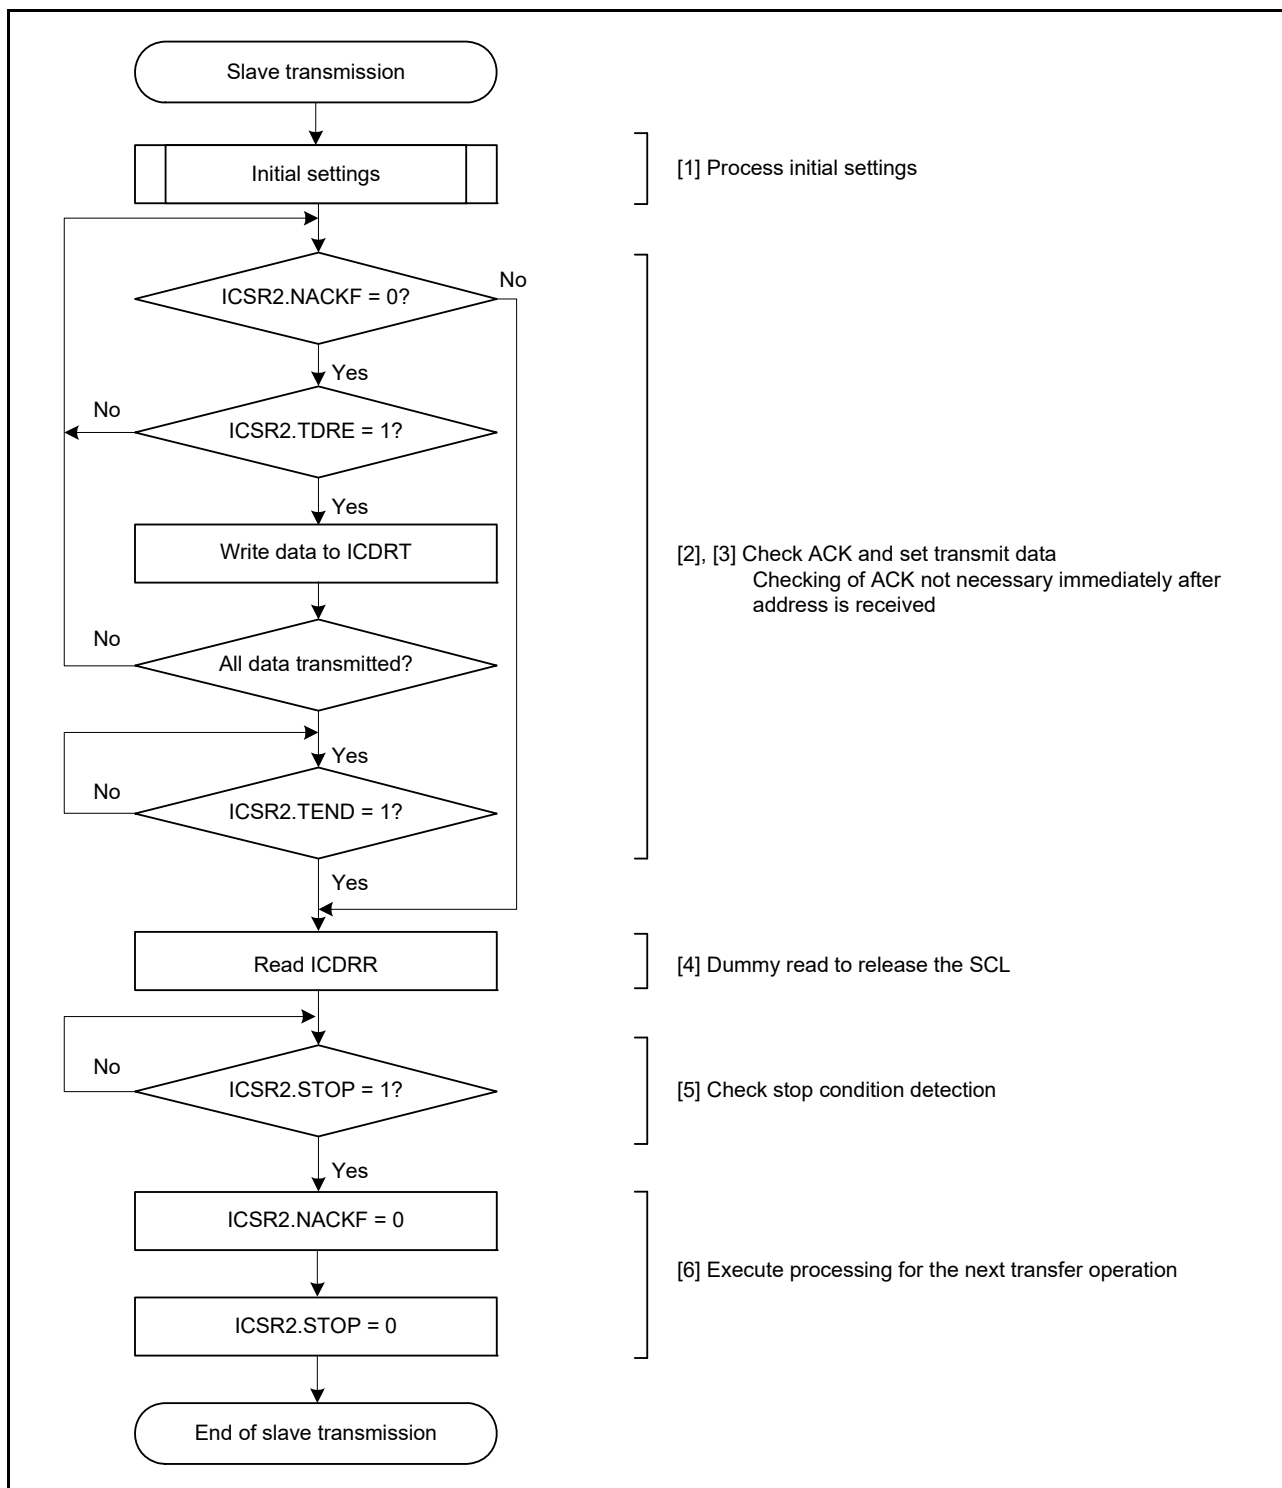 Slave transmission
Initial settings
[1] Process initial settings
ICSR2.NACKF = 0?
No
Yes
ICSR2.TDRE = 1?
No
Yes
Write data to ICDRT
[2], [3] Check ACK and set transmit data
Checking of ACK not necessary immediately after
address is received
All data transmitted?
No
Yes
ICSR2.TEND = 1?
No
Yes
Read ICDRR
[4] Dummy read to release the SCL
ICSR2.STOP = 1?
No
[5] Check stop condition detection
Yes
ICSR2.NACKF = 0
[6] Execute processing for the next transfer operation
ICSR2.STOP = 0
End of slave transmission